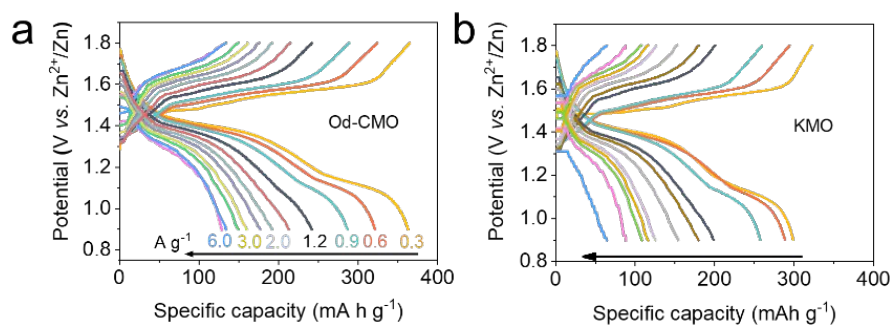 a
1.8
1.6
1.4
1.2
1.0
0.8
Potential (V vs. Zn2+/Zn)
Od-CMO
A g-1 6.0 3.0 2.0 1.2 0.9 0.6 0.3
0 100 200 300 400
Specific capacity (mA h g-1)
b
1.8
1.6
1.4
1.2
1.0
0.8
Potential (V vs. Zn2+/Zn)
KMO
0 100 200 300 400
Specific capacity (mAh g-1)